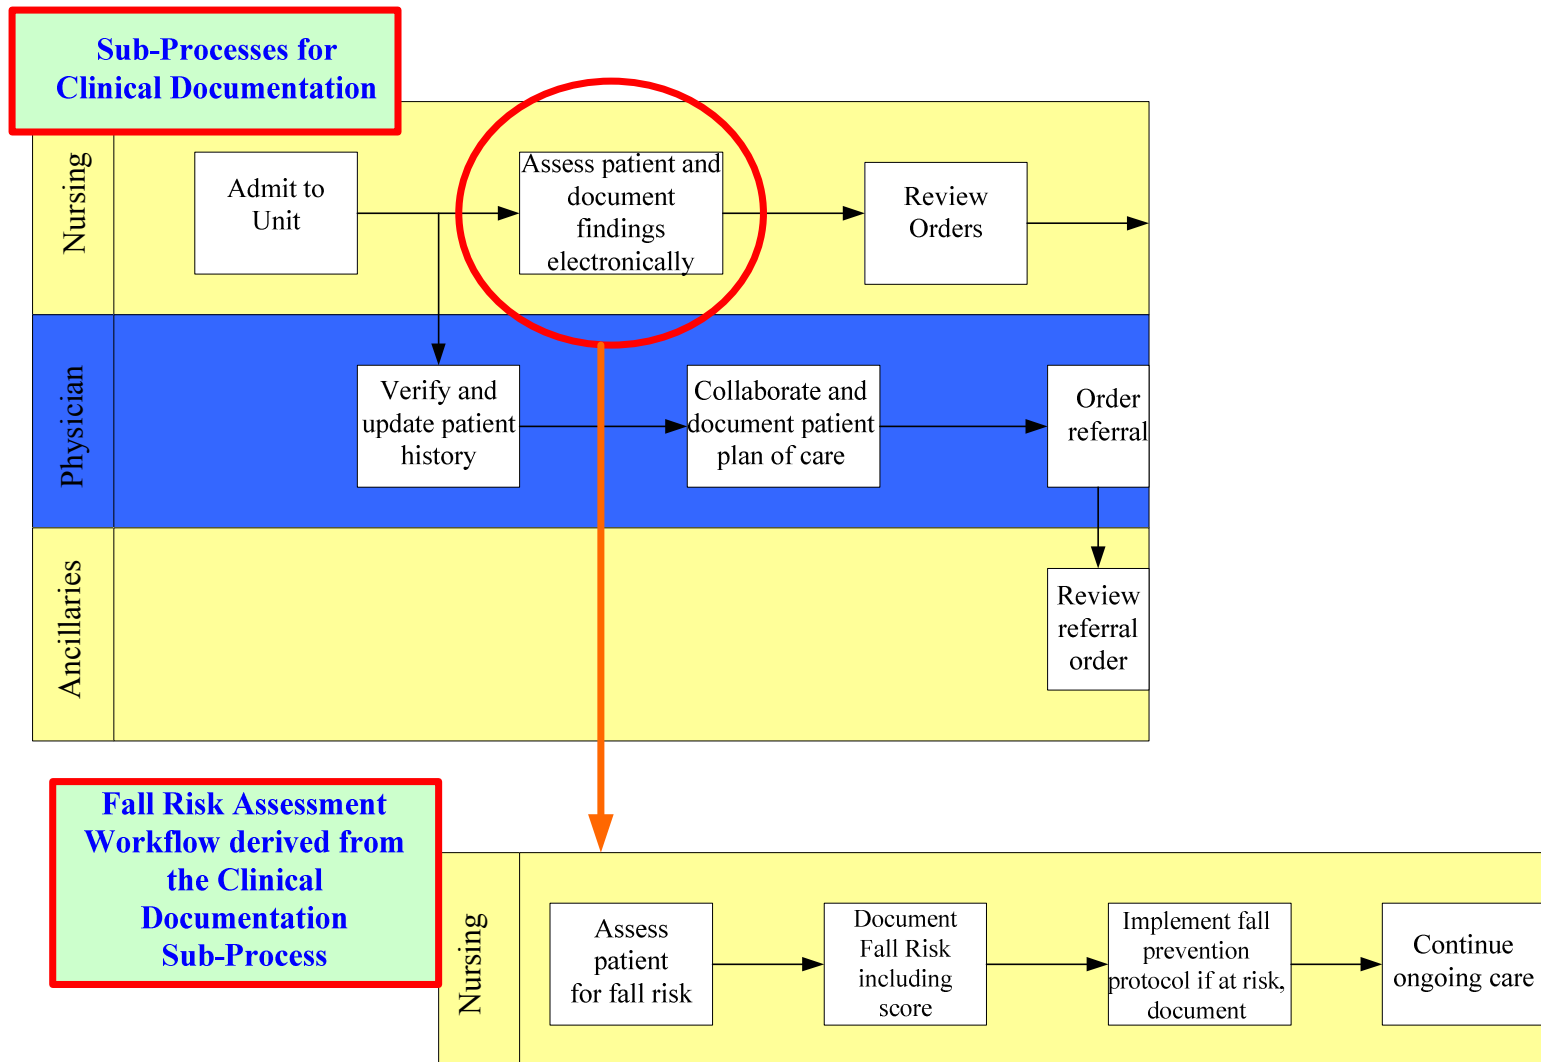 Sub-Processes for
Clinical Documentation
Nursing
Admit to
Unit
Assess patient and
document
findings
electronically
Review
Orders
Physician
Verify and
update patient
history
Collaborate and
document patient
plan of care
Order
referral
Ancillaries
Review
referral
order
Fall Risk Assessment
Workflow derived from
the Clinical
Documentation
Sub-Process
Nursing
Assess
patient
for fall risk
Document
Fall Risk
including
score
Implement fall
prevention
protocol if at risk,
document
Continue
ongoing care